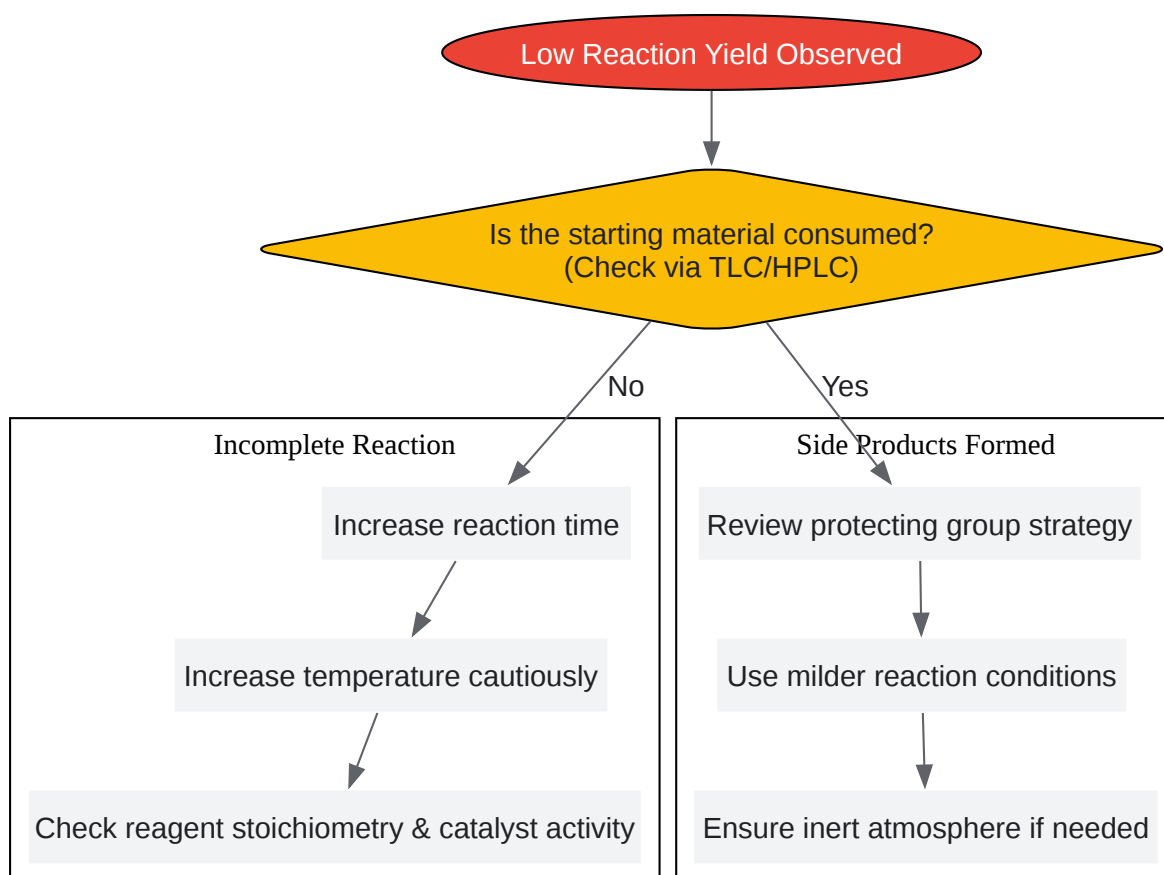 Low Reaction Yield Observed
Is the starting material consumed?
(Check via TLC/HPLC)
No
Yes
Incomplete Reaction
Increase reaction time
Increase temperature cautiously
Check reagent stoichiometry & catalyst activity
Side Products Formed
Review protecting group strategy
Use milder reaction conditions
Ensure inert atmosphere if needed